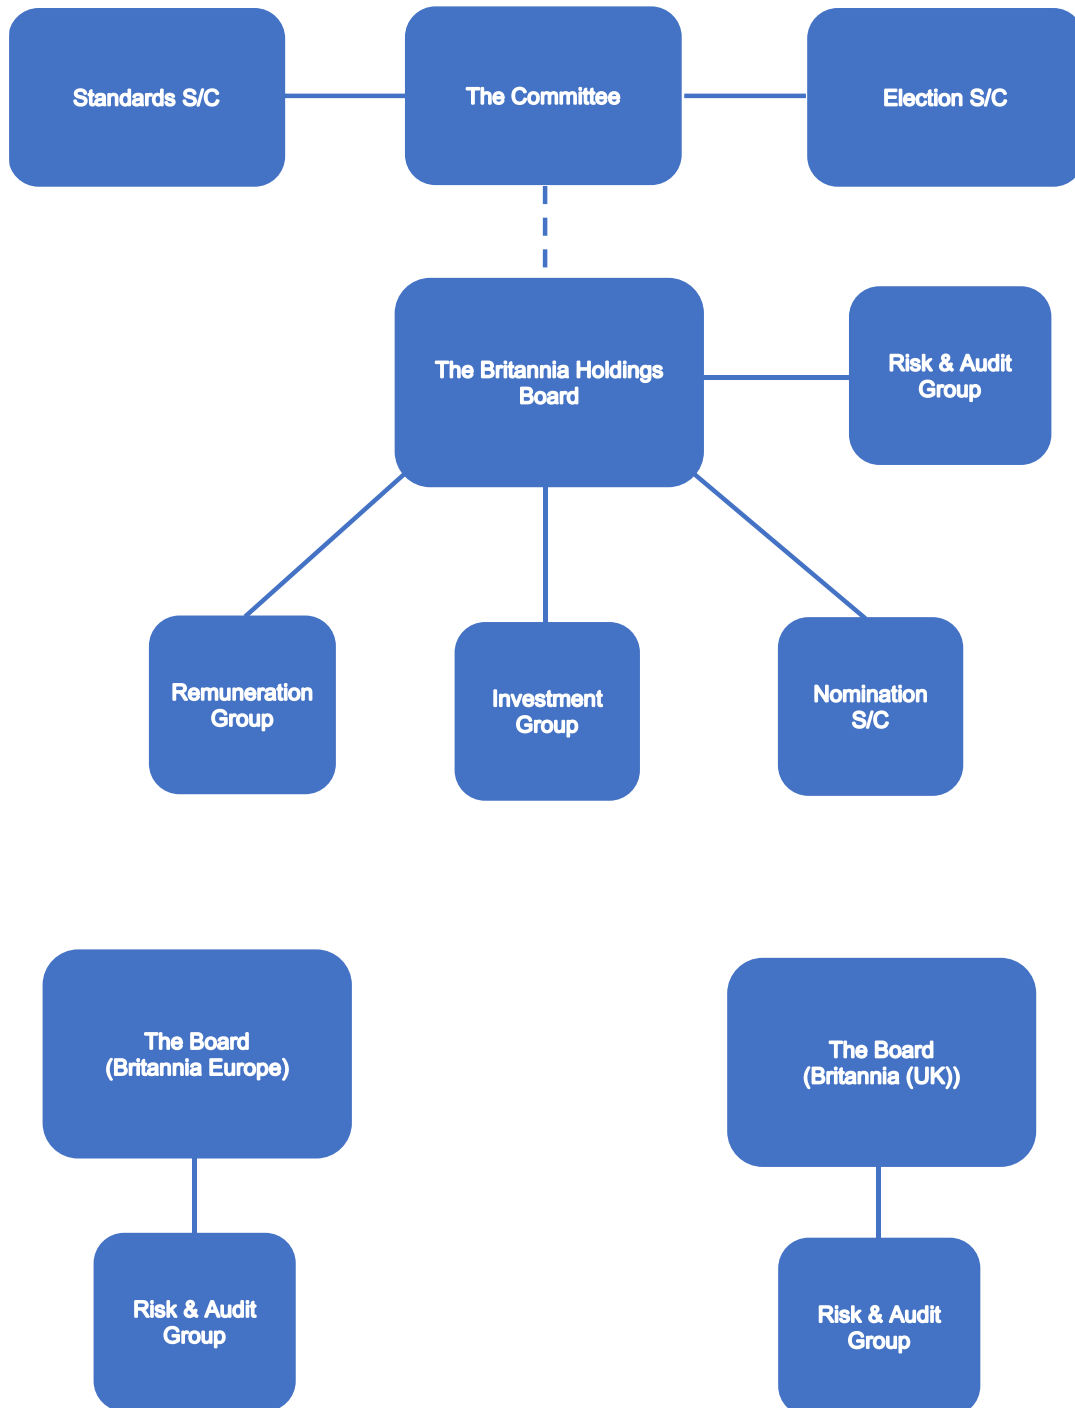 Standards S/C
The Committee
Election S/C
The Britannia Holdings
Board
Risk & Audit
Group
Remuneration
Group
Investment
Group
Nomination
S/C
The Board
(Britannia Europe)
The Board
(Britannia (UK))
Risk & Audit
Group
Risk & Audit
Group